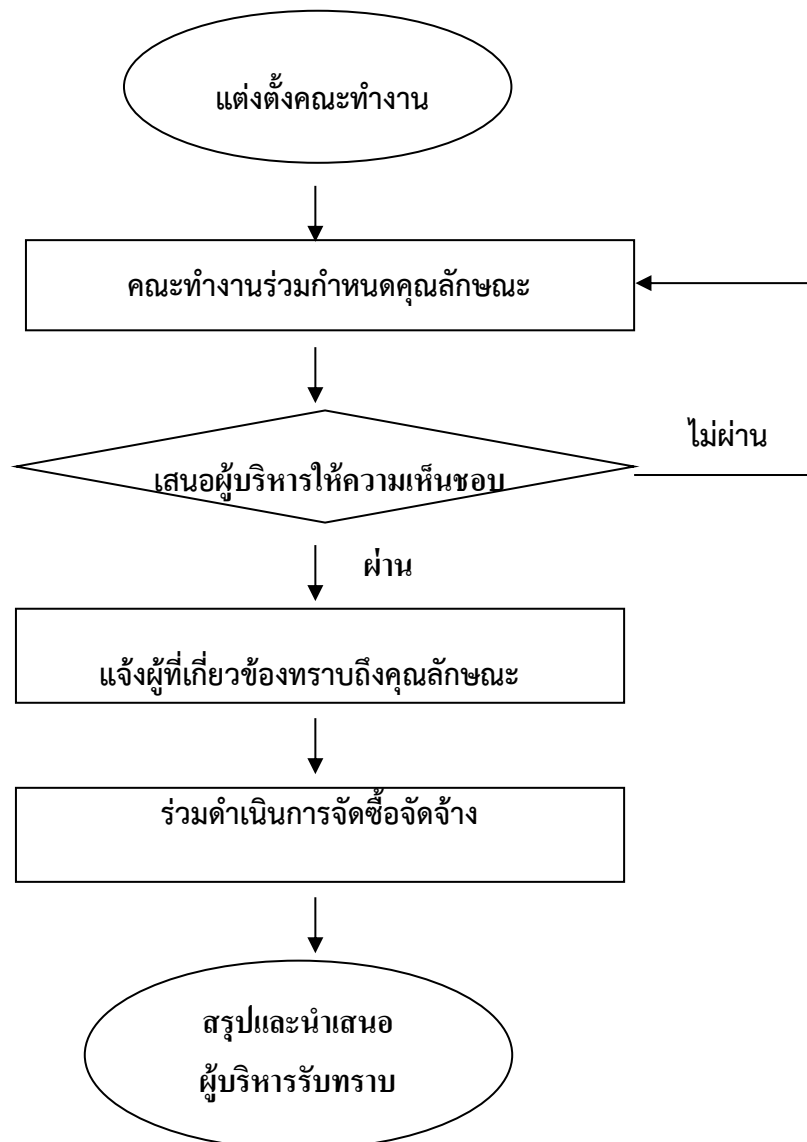 แต่งตั้งคณะทำงาน
คณะทำงานร่วมกำหนดคุณลักษณะ
ไม่ผ่าน
เสนอผู้บริหารให้ความเห็นชอบ
ผ่าน
แจ้งผู้ที่เกี่ยวข้องทราบถึงคุณลักษณะ
ร่วมดำเนินการจัดซื้อจัดจ้าง
สรุปและนำเสนอ
ผู้บริหารรับทราบ